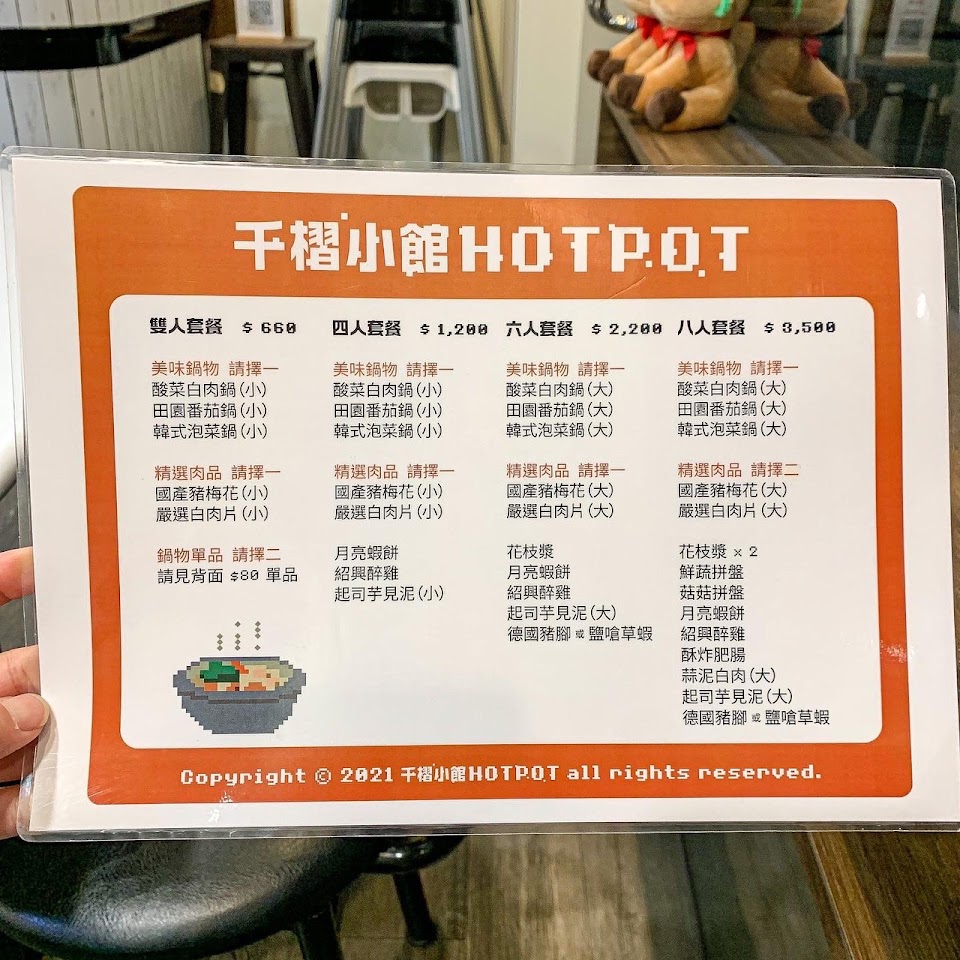 千摺小館HOTPOT
雙人套餐 $ 660
美味鍋物 請擇一
酸菜白肉鍋(小)
田園番茄鍋(小)
韓式泡菜鍋(小)
精選肉品 請擇一
國產豬梅花(小)
嚴選白肉片(小)
鍋物單品 請擇二
請見背面 $80 單品
四人套餐 $ 1,200
美味鍋物 請擇一
酸菜白肉鍋(小)
田園番茄鍋(小)
韓式泡菜鍋(小)
精選肉品 請擇一
國產豬梅花(小)
嚴選白肉片(小)
月亮蝦餅
紹興醉雞
起司芋見泥(小)
六人套餐 $ 2,200
美味鍋物 請擇一
酸菜白肉鍋(大)
田園番茄鍋(大)
韓式泡菜鍋(大)
精選肉品 請擇一
國產豬梅花(大)
嚴選白肉片(大)
花枝漿
月亮蝦餅
紹興醉雞
起司芋見泥(大)
德國豬腳 或 鹽嗆草蝦
八人套餐 $ 3,500
美味鍋物 請擇一
酸菜白肉鍋(大)
田園番茄鍋(大)
韓式泡菜鍋(大)
精選肉品 請擇二
國產豬梅花(大)
嚴選白肉片(大)
花枝漿 × 2
鮮蔬拼盤
菇菇拼盤
月亮蝦餅
紹興醉雞
酥炸肥腸
蒜泥白肉(大)
起司芋見泥(大)
德國豬腳 或 鹽嗆草蝦
Copyright © 2021 千摺小館HOTPOT all rights reserved.